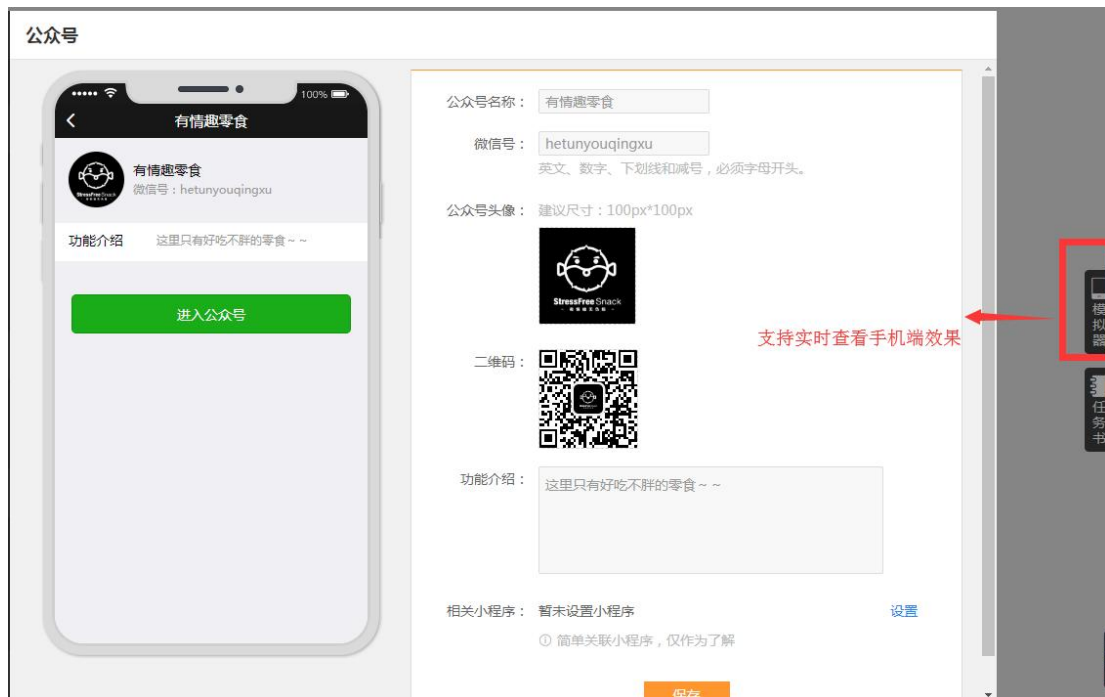 公众号
100%
有情趣零食
有情趣零食
微信号：hetunyouqingxu
功能介绍 这里只有好吃不胖的零食~~
进入公众号
公众号名称： 有情趣零食
微信号： hetunyouqingxu
英文、数字、下划线和减号，必须字母开头。
公众号头像： 建议尺寸：100px*100px
StressFree Snack
支持实时查看手机端效果
二维码：
功能介绍： 这里只有好吃不胖的零食~~
相关小程序： 暂未设置小程序 设置
简单关联小程序，仅作为了解
保存
模拟器
任务书